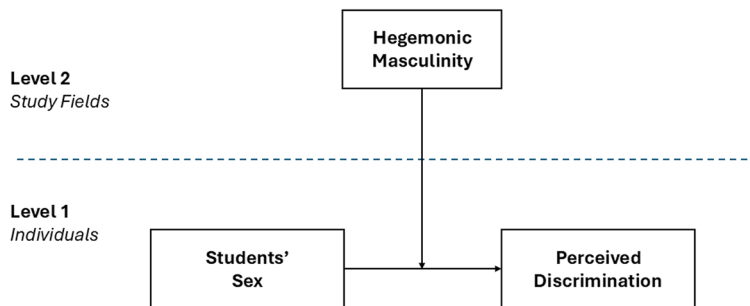 Hegemonic
Masculinity
Level 2
Study Fields
Level 1
Individuals
Students’
Sex
Perceived
Discrimination